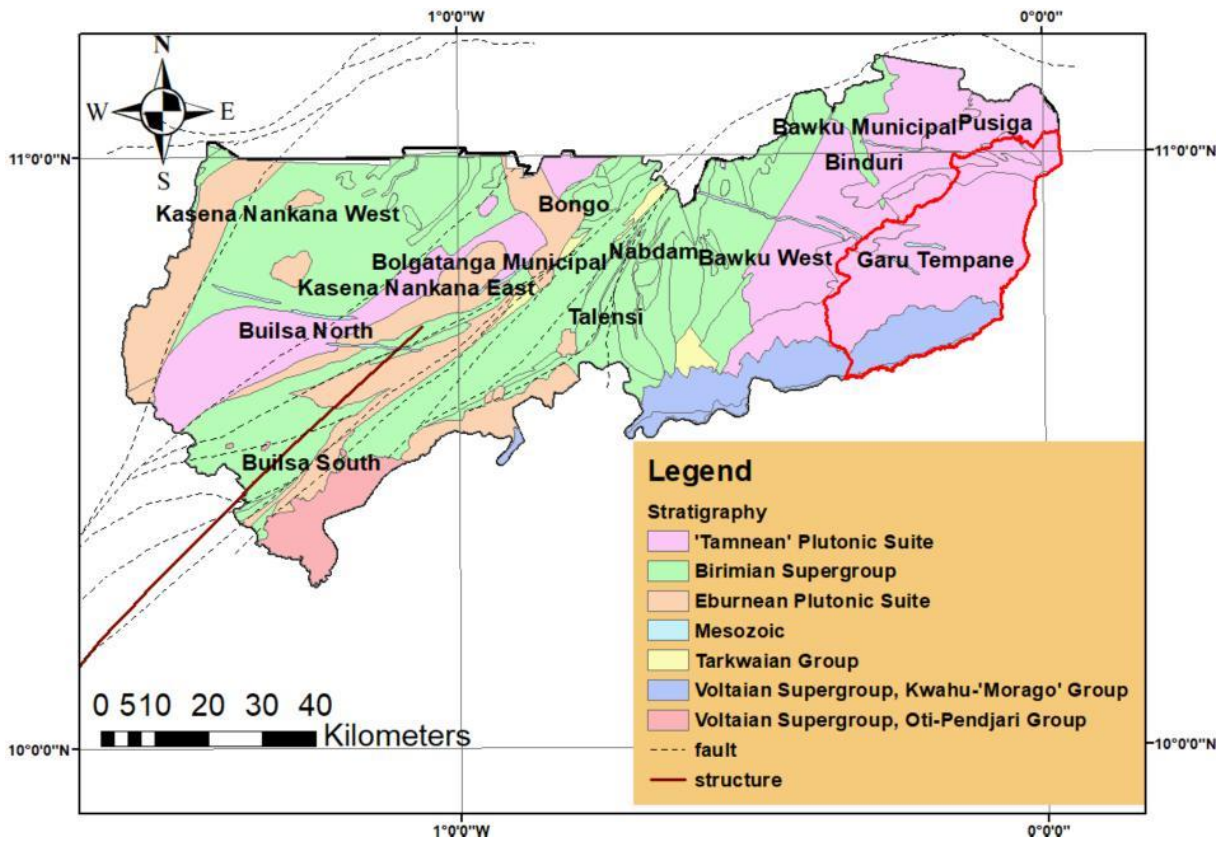 1°0'0"W
0°0'0"
N
W
E
S
11°0'0"N
11°0'0"N
Bawku Municipal
Pusiga
Binduri
Kasena Nankana West
Bongo
Nabdam
Bawku West
Garu Tempane
Bolgatanga Municipal
Kasena Nankana East
Talensi
Builsa North
Builsa South
Legend
Stratigraphy
'Tamnean' Plutonic Suite
Birimian Supergroup
Eburnean Plutonic Suite
Mesozoic
Tarkwaian Group
Voltaian Supergroup, Kwahu-'Morago' Group
Voltaian Supergroup, Oti-Pendjari Group
fault
structure
0 5 10 20 30 40
Kilometers
10°0'0"N
10°0'0"N
1°0'0"W
0°0'0"